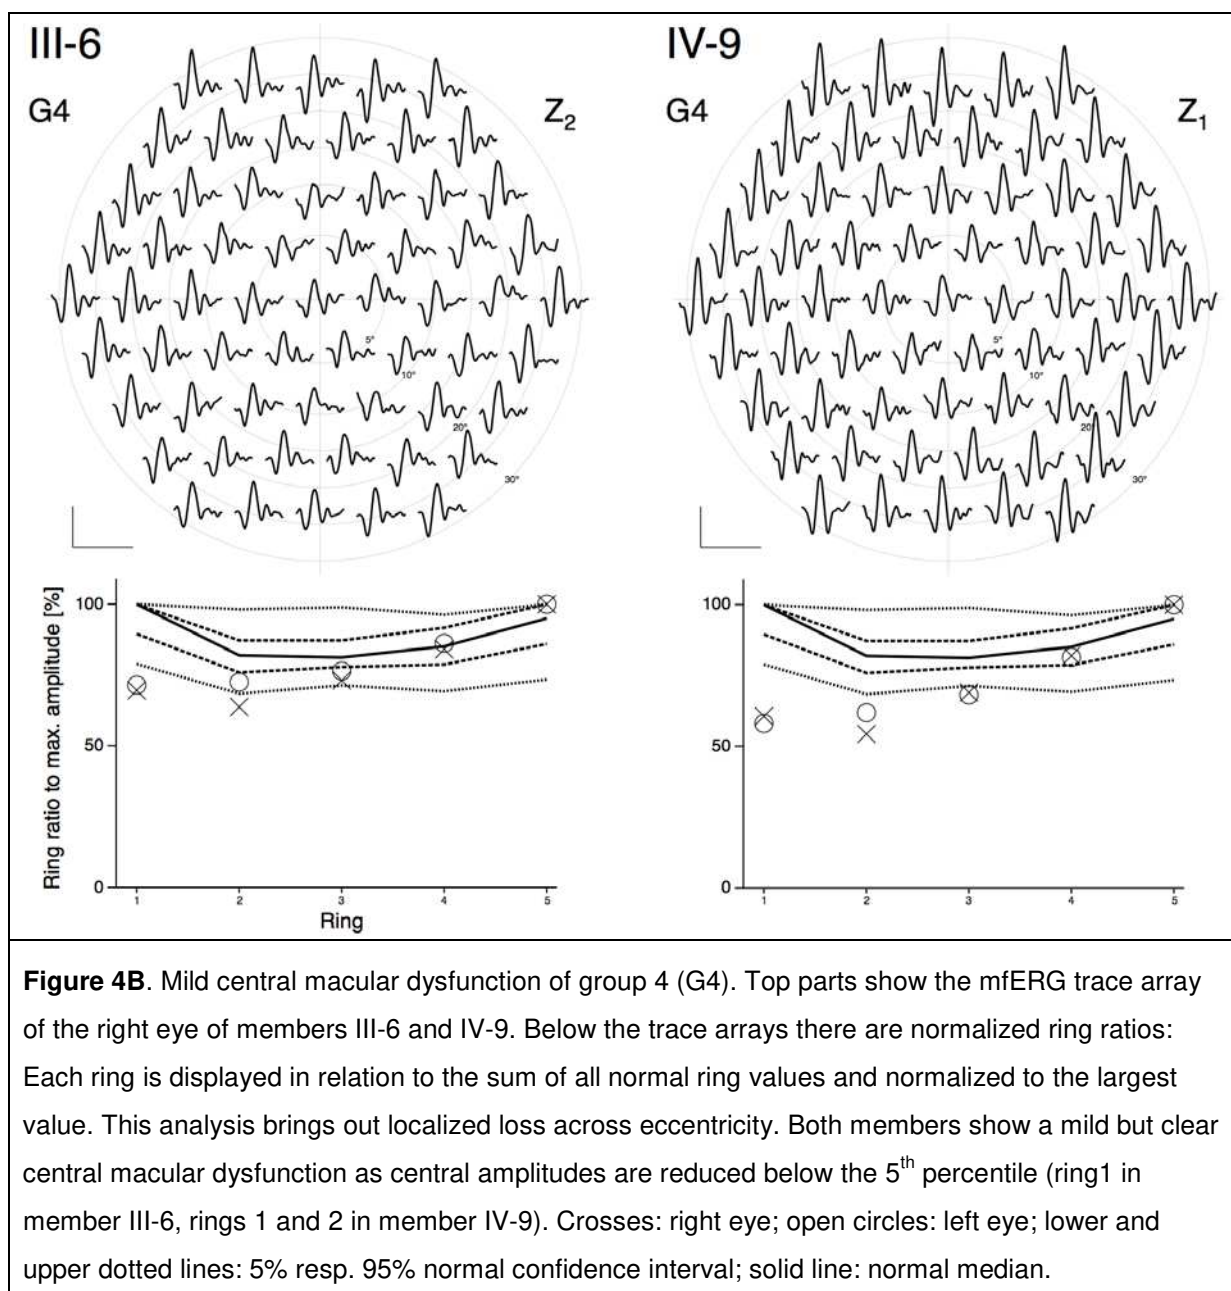 III-6
G4
Z2
5°
10°
20°
30°
IV-9
G4
Z1
5°
10°
20°
30°
Ring ratio to max. amplitude [%]
100
50
0
1 2 3 4 5
Ring
100
50
0
1 2 3 4 5
Figure 4B. Mild central macular dysfunction of group 4 (G4). Top parts show the mfERG trace array
of the right eye of members III-6 and IV-9. Below the trace arrays there are normalized ring ratios:
Each ring is displayed in relation to the sum of all normal ring values and normalized to the largest
value. This analysis brings out localized loss across eccentricity. Both members show a mild but clear
central macular dysfunction as central amplitudes are reduced below the 5th percentile (ring1 in
member III-6, rings 1 and 2 in member IV-9). Crosses: right eye; open circles: left eye; lower and
upper dotted lines: 5% resp. 95% normal confidence interval; solid line: normal median.